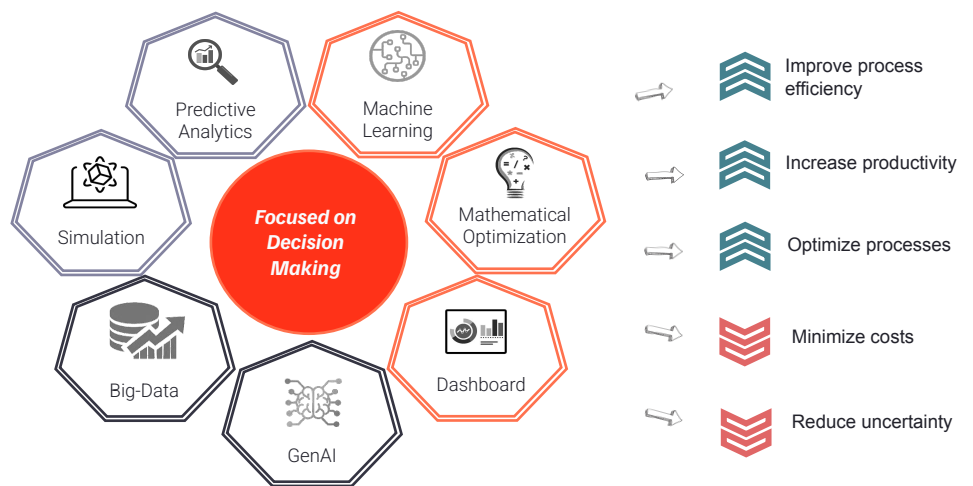 Predictive
Analytics
Machine
Learning
Simulation
Focused on
Decision
Making
Mathematical
Optimization
Big-Data
Dashboard
GenAI
Improve process
efficiency
Increase productivity
Optimize processes
Minimize costs
Reduce uncertainty